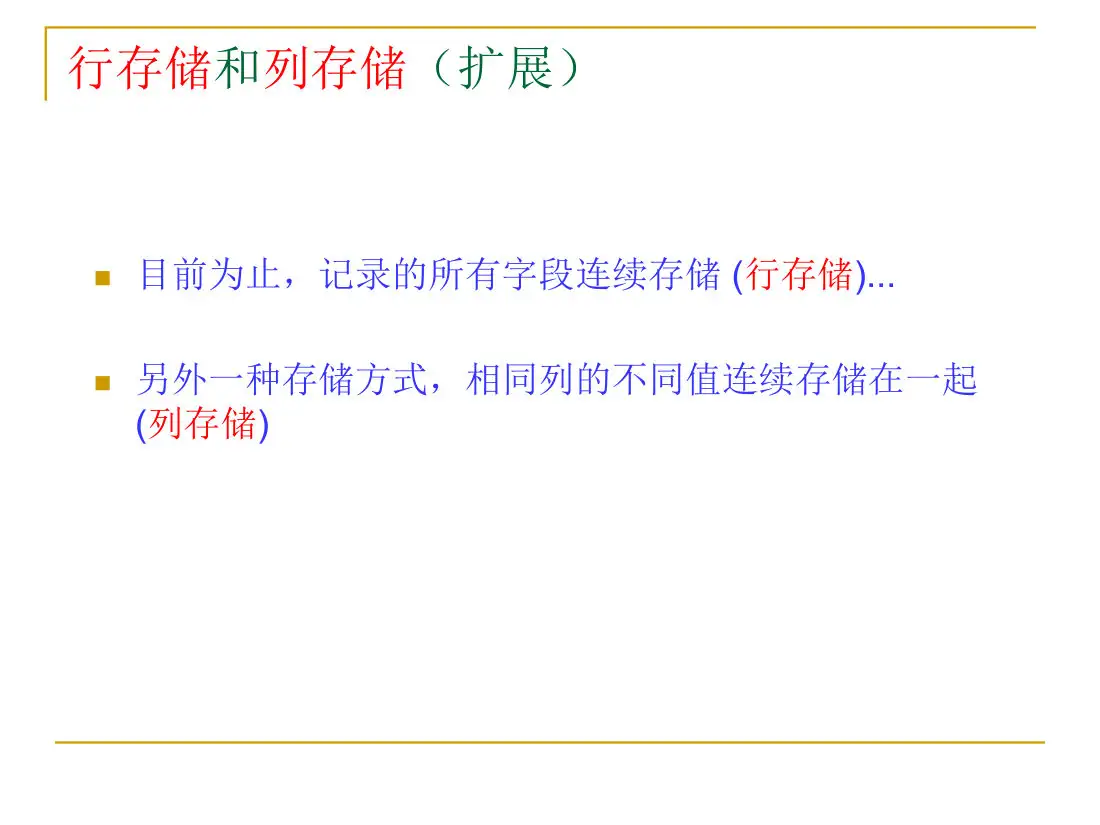 行存储和列存储（扩展）
目前为止，记录的所有字段连续存储 (行存储)...
另外一种存储方式，相同列的不同值连续存储在一起
(列存储)